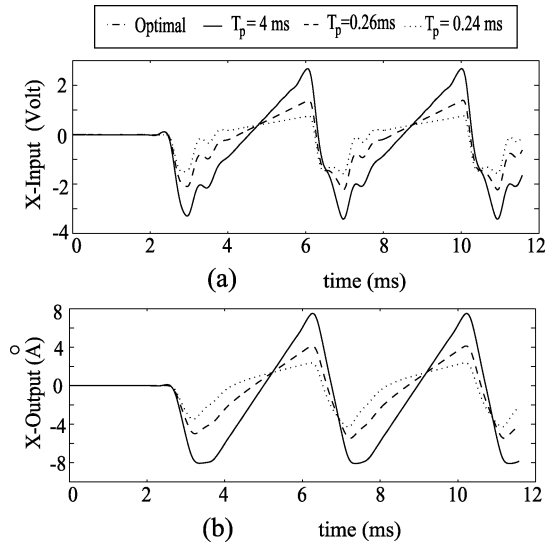 Optimal T_p = 4 ms T_p=0.26ms T_p = 0.24 ms
X-Input (Volt)
2
0
-2
-4
0 2 4 6 8 10 12
(a) time (ms)
X-Output (Å)
8
4
0
-4
-8
0 2 4 6 8 10 12
(b) time (ms)